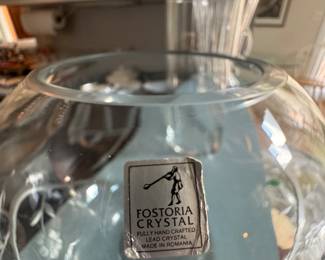 FOSTORIA
CRYSTAL
FULLY HAND CRAFTED
LEAD CRYSTAL
MADE IN ROMANIA